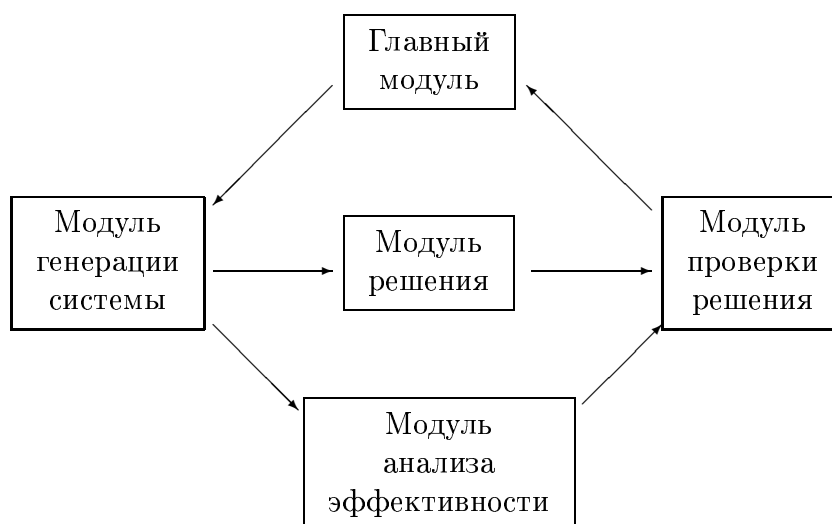 Главный
модуль
Модуль
генерации
системы
Модуль
решения
Модуль
проверки
решения
Модуль
анализа
эффективности